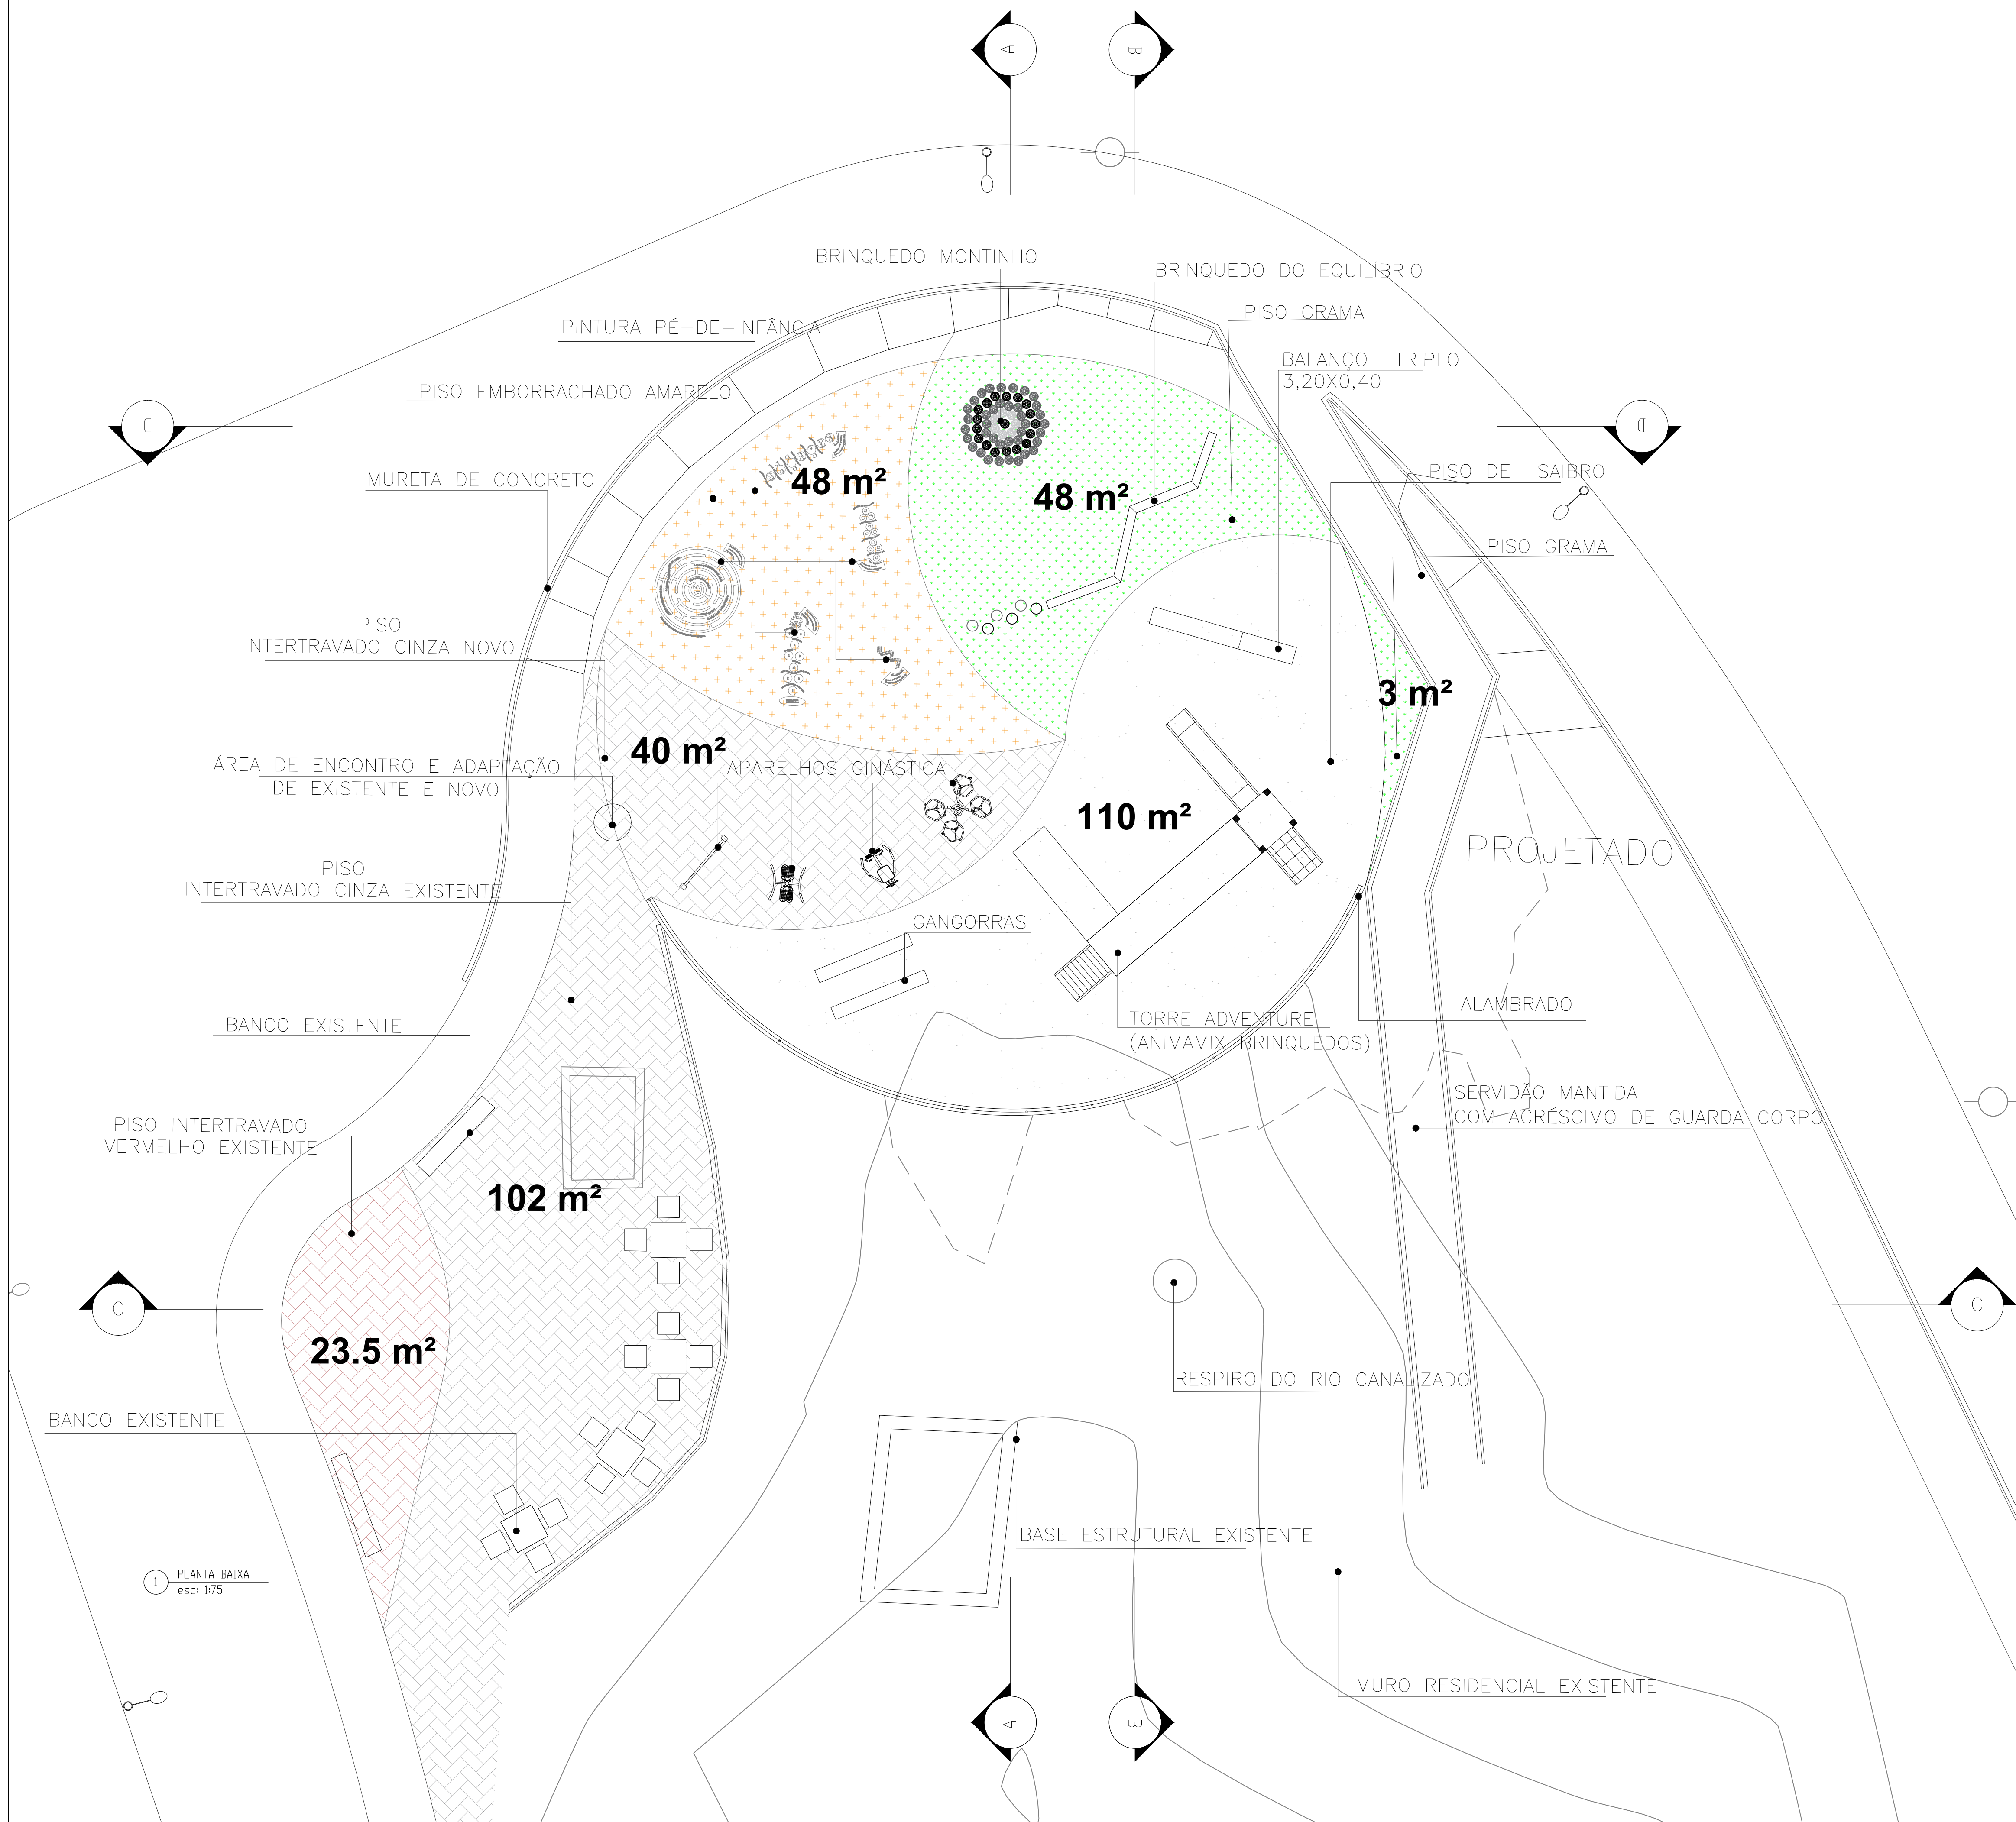 A
B
BRINQUEDO MONTINHO
BRINQUEDO DO EQUILÍBRIO
PISO GRAMA
PINTURA PÉ-DE-INFÂNCIA
BALANÇO TRIPLO
3,20X0,40
PISO EMBORRACHADO AMARELO
D
D
PISO DE SAIBRO
MURETA DE CONCRETO
48 m²
48 m²
PISO GRAMA
PISO
INTERTRAVADO CINZA NOVO
3 m²
40 m²
ÁREA DE ENCONTRO E ADAPTAÇÃO
DE EXISTENTE E NOVO
APARELHOS GINÁSTICA
110 m²
PROJETADO
PISO
INTERTRAVADO CINZA EXISTENTE
GANGORRAS
ALAMBRADO
BANCO EXISTENTE
TORRE ADVENTURE
(ANIMAMIX BRINQUEDOS)
SERVIDÃO MANTIDA
COM ACRÉSCIMO DE GUARDA CORPO
PISO INTERTRAVADO
VERMELHO EXISTENTE
102 m²
C
C
23.5 m²
RESPIRO DO RIO CANALIZADO
BANCO EXISTENTE
BASE ESTRUTURAL EXISTENTE
1
PLANTA BAIXA
esc: 1:75
MURO RESIDENCIAL EXISTENTE
A
B